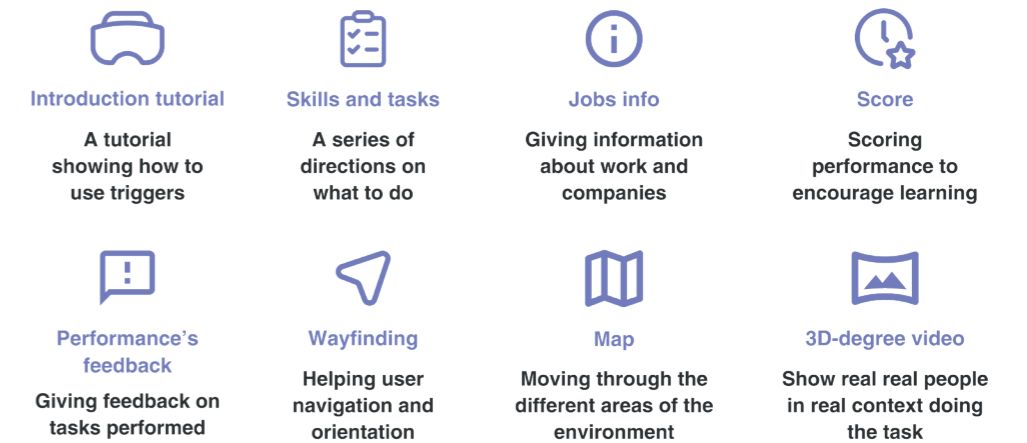 Introduction tutorial
A tutorial
showing how to
use triggers
Skills and tasks
A series of
directions on
what to do
Jobs info
Giving information
about work and
companies
Score
Scoring
performance to
encourage learning
Performance’s
feedback
Giving feedback on
tasks performed
Wayfinding
Helping user
navigation and
orientation
Map
Moving through the
different areas of the
environment
3D-degree video
Show real real people
in real context doing
the task